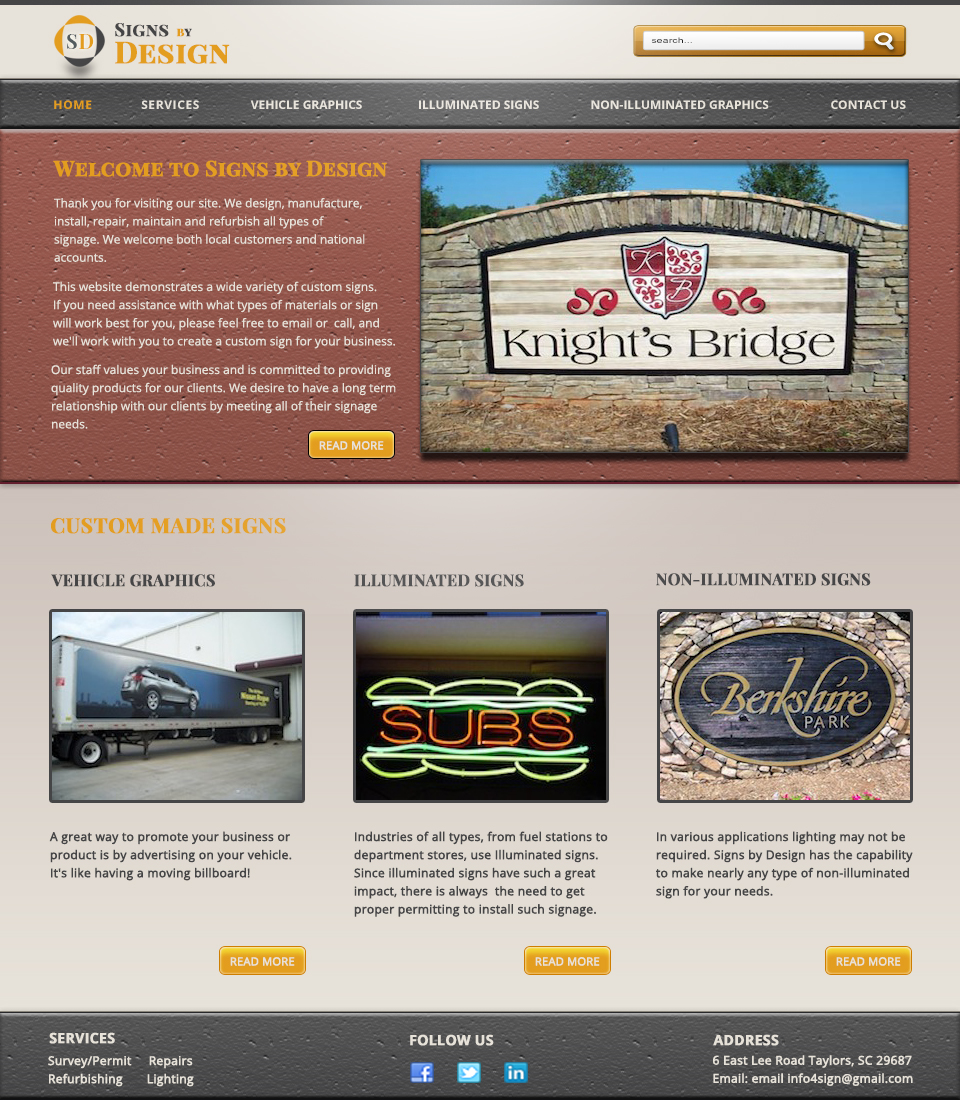 SD
SIGNS BY
DESIGN
search...
HOME SERVICES VEHICLE GRAPHICS ILLUMINATED SIGNS NON-ILLUMINATED GRAPHICS CONTACT US
WELCOME TO SIGNS BY DESIGN
Thank you for visiting our site. We design, manufacture,
install, repair, maintain and refurbish all types of
signage. We welcome both local customers and national
accounts.
This website demonstrates a wide variety of custom signs.
If you need assistance with what types of materials or sign
will work best for you, please feel free to email or  call, and
we'll work with you to create a custom sign for your business.
Our staff values your business and is committed to providing
quality products for our clients. We desire to have a long term
relationship with our clients by meeting all of their signage
needs.
READ MORE
K
B
Knight's Bridge
CUSTOM MADE SIGNS
VEHICLE GRAPHICS
Nissan Rogue
A great way to promote your business or
product is by advertising on your vehicle.
It's like having a moving billboard!
READ MORE
ILLUMINATED SIGNS
SUBS
Industries of all types, from fuel stations to
department stores, use Illuminated signs.
Since illuminated signs have such a great
impact, there is always  the need to get
proper permitting to install such signage.
READ MORE
NON-ILLUMINATED SIGNS
Berkshire
PARK
In various applications lighting may not be
required. Signs by Design has the capability
to make nearly any type of non-illuminated
sign for your needs.
READ MORE
SERVICES
Survey/Permit Repairs
Refurbishing Lighting
FOLLOW US
f
in
ADDRESS
6 East Lee Road Taylors, SC 29687
Email: email info4sign@gmail.com